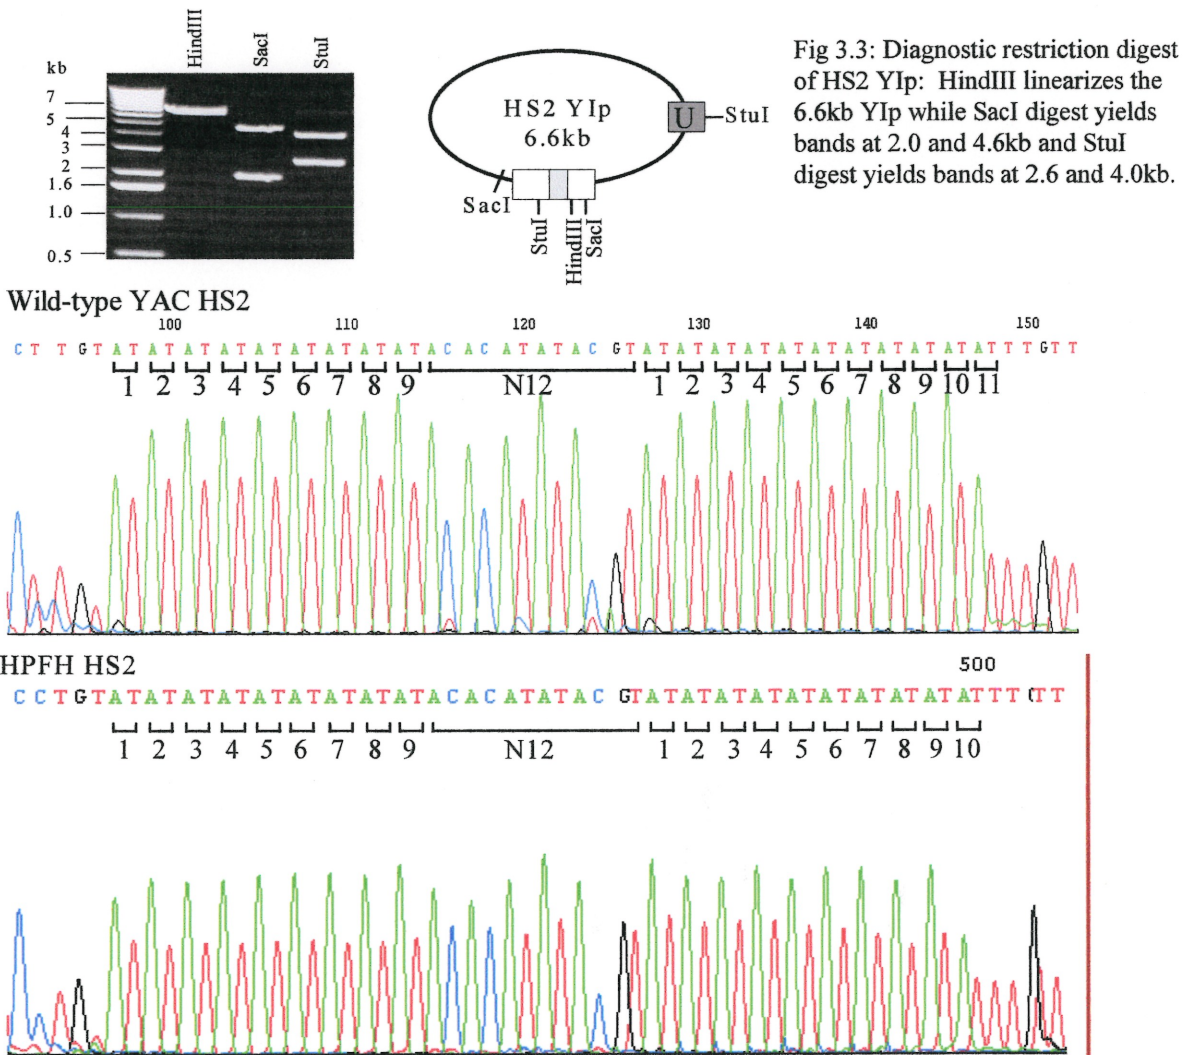 HindIII
SacI
StuI
kb
7
5
4
3
2
1.6
1.0
0.5
HS2 YIp
6.6kb
U
StuI
SacI
StuI
HindIII
SacI
Fig 3.3: Diagnostic restriction digest
of HS2 YIp: HindIII linearizes the
6.6kb YIp while SacI digest yields
bands at 2.0 and 4.6kb and StuI
digest yields bands at 2.6 and 4.0kb.
Wild-type YAC HS2
100 110 120 130 140 150
C T T G T A T A T A T A T A T A T A T A T A T A C A C A T A T A C G T A T A T A T A T A T A T A T A T A T A T A T T T G T T
1 2 3 4 5 6 7 8 9 N12 1 2 3 4 5 6 7 8 9 10 11
HPFH HS2
500
C C T G T A T A T A T A T A T A T A T A T A T A C A C A T A T A C G T A T A T A T A T A T A T A T A T A T A T T T ( T T
1 2 3 4 5 6 7 8 9 N12 1 2 3 4 5 6 7 8 9 10